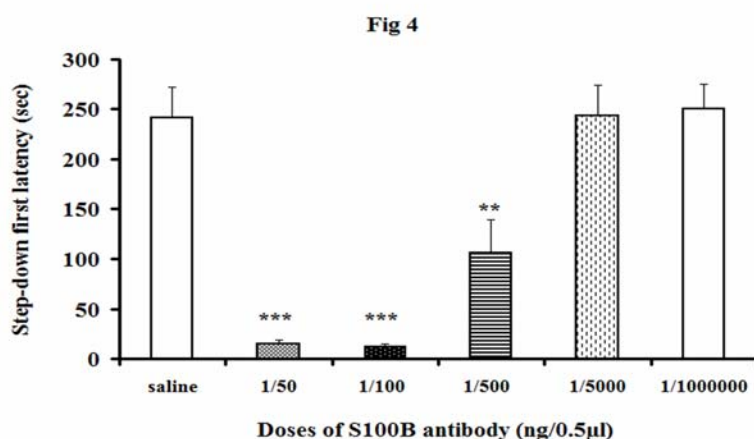 Fig 4
Step-down first latency (sec)
300
250
200
150
100
50
0
***
***
**
saline 1/50 1/100 1/500 1/5000 1/1000000
Doses of S100B antibody (ng/0.5µl)